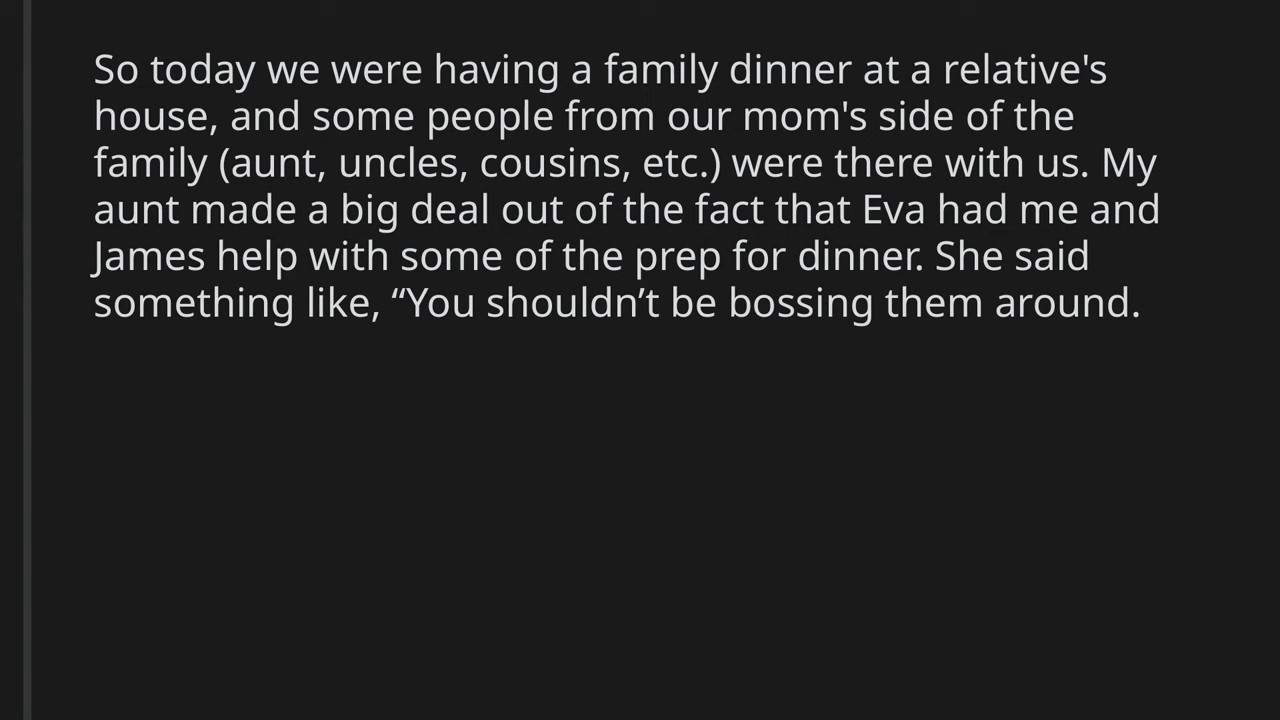 So today we were having a family dinner at a relative's
house, and some people from our mom's side of the
family (aunt, uncles, cousins, etc.) were there with us. My
aunt made a big deal out of the fact that Eva had me and
James help with some of the prep for dinner. She said
something like, “You shouldn’t be bossing them around.